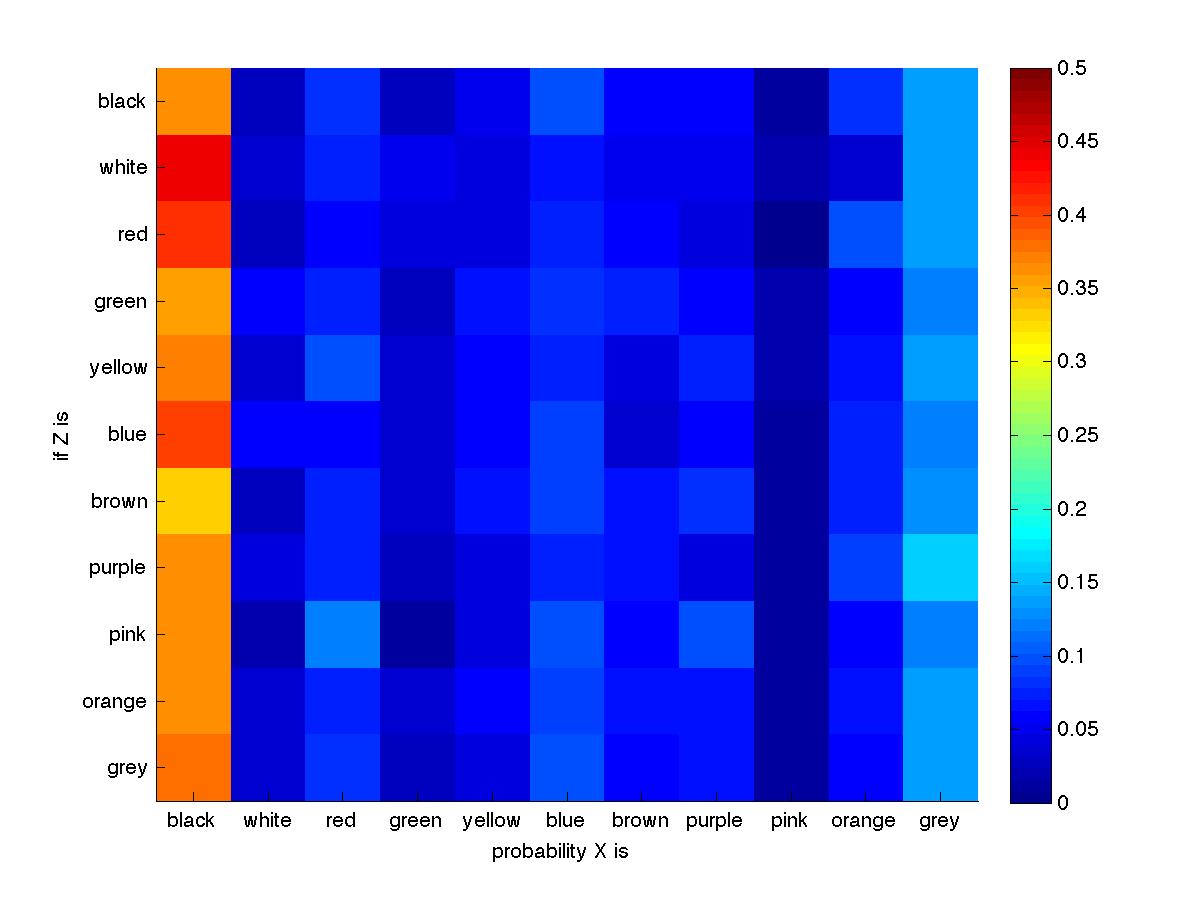 black
white
red
green
yellow
blue
brown
purple
pink
orange
grey
if Z is
black white red green yellow blue brown purple pink orange grey
probability X is
0.5
0.45
0.4
0.35
0.3
0.25
0.2
0.15
0.1
0.05
0